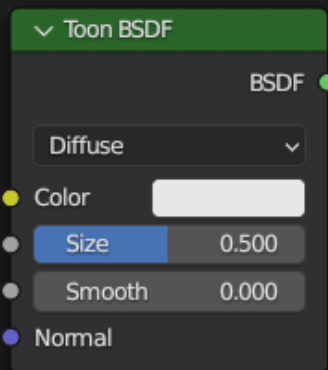 Toon BSDF
BSDF
Diffuse
Color
Size 0.500
Smooth 0.000
Normal